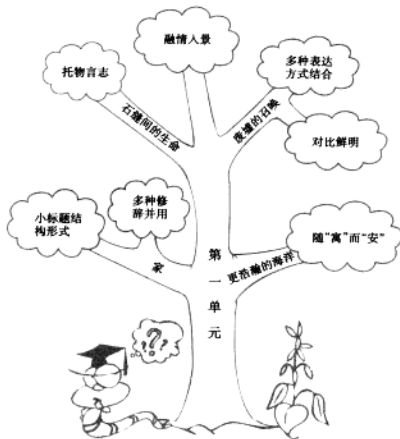 融情入景
托物言志
多种表达
方式结合
石缝间的生命
废墟的召唤
对比鲜明
多种修
辞并用
小标题结
构形式
家
第一单元
更浩瀚的海洋
随“寓”而“安”
???